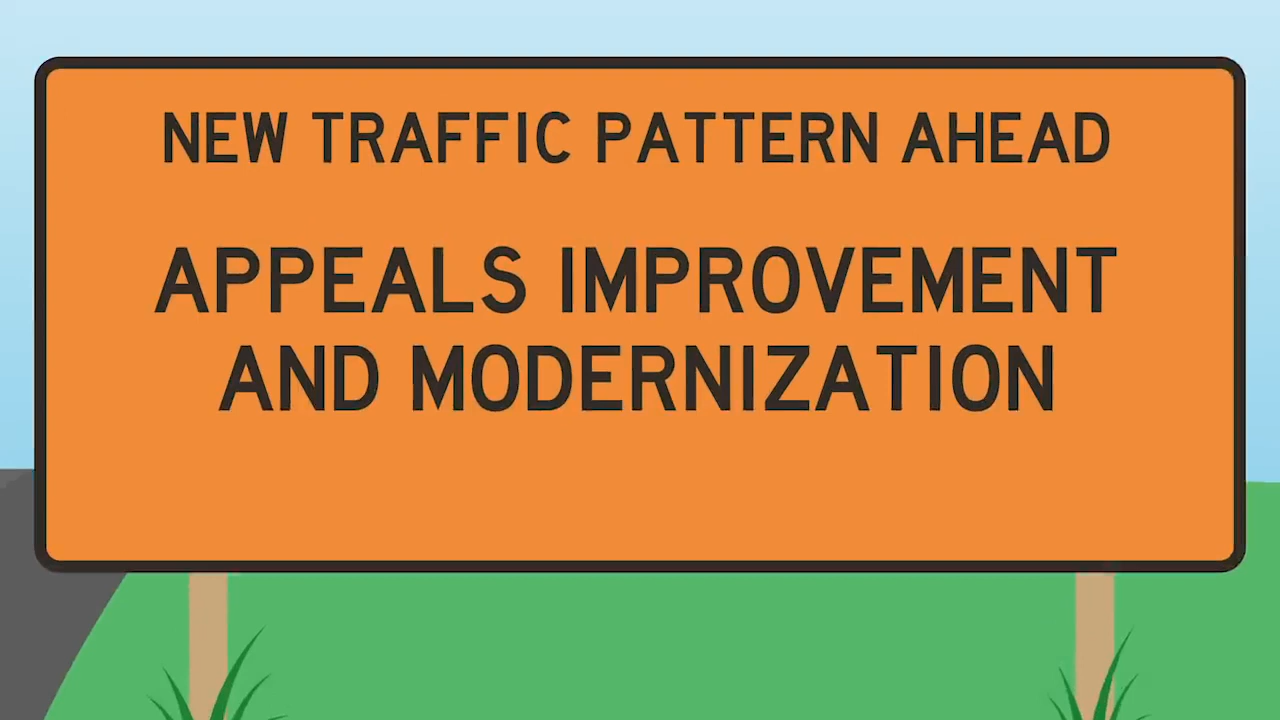 NEW TRAFFIC PATTERN AHEAD
APPEALS IMPROVEMENT
AND MODERNIZATION